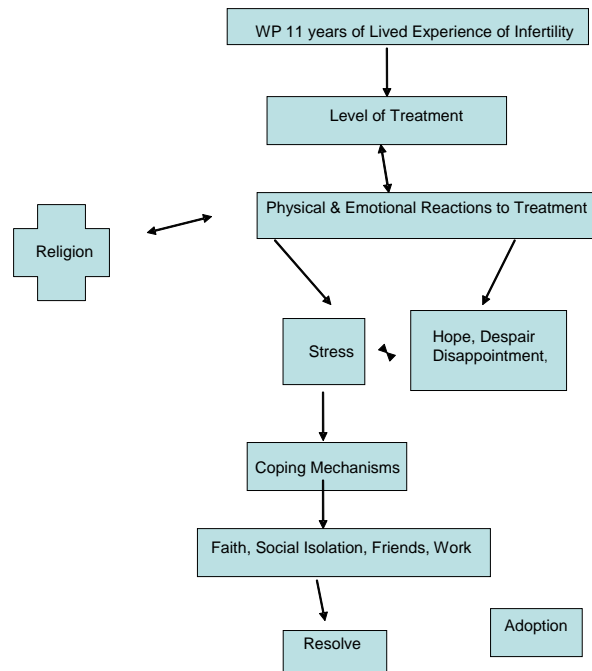 WP 11 years of Lived Experience of Infertility
Level of Treatment
Physical & Emotional Reactions to Treatment
Religion
Stress
Hope, Despair
Disappointment,
Coping Mechanisms
Faith, Social Isolation, Friends, Work
Adoption
Resolve